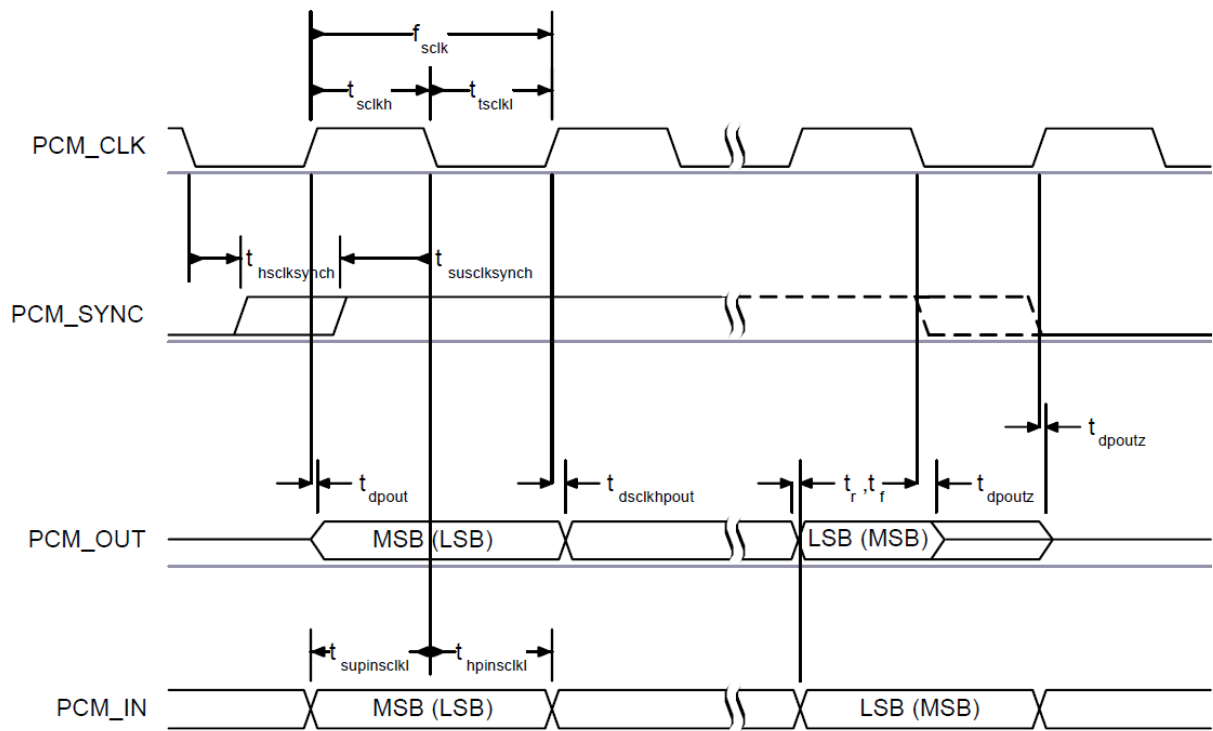 f sclk
t sclkh
t tsclkl
PCM_CLK
t hsclksynch
t susclksynch
PCM_SYNC
t dpoutz
t dpout
t dsclkhpout
t r ,t f
t dpoutz
PCM_OUT
MSB (LSB)
LSB (MSB)
t supinsclkl
t hpinsclkl
PCM_IN
MSB (LSB)
LSB (MSB)